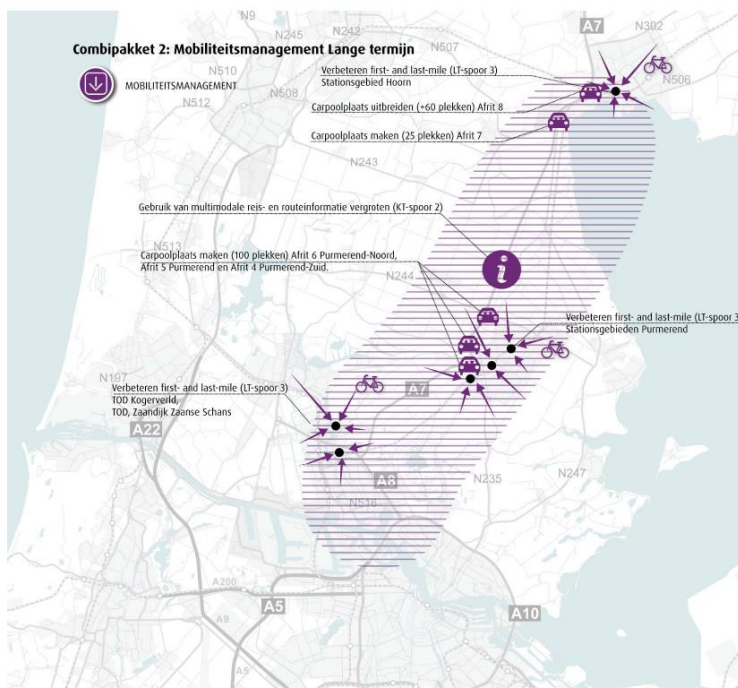 Combipakket 2: Mobiliteitsmanagement Lange termijn
MOBILITEITSMANAGEMENT
N9
N245
N242
N507
A7
N302
N506
N510
N512
N508
Verbeteren first- and last-mile (LT-spoor 3)
Stationsgebied Hoorn
Carpoolplaats uitbreiden (+60 plekken) Afrit 8
Carpoolplaats maken (25 plekken) Afrit 7
N243
Gebruik van multimodale reis- en routeinformatie vergroten (KT-spoor 2)
N513
Carpoolplaats maken (100 plekken) Afrit 6 Purmerend-Noord,
Afrit 5 Purmerend en Afrit 4 Purmerend-Zuid.
N244
i
Verbeteren first- and last-mile (LT-spoor 3
Stationsgebieden Purmerend
N197
Verbeteren first- and last-mile (LT-spoor 3)
TOD Kogerverld,
TOD, Zaandijk Zaanse Schans
A7
A22
A8
N235
N247
N516
A200
A5
A9
A10
A5